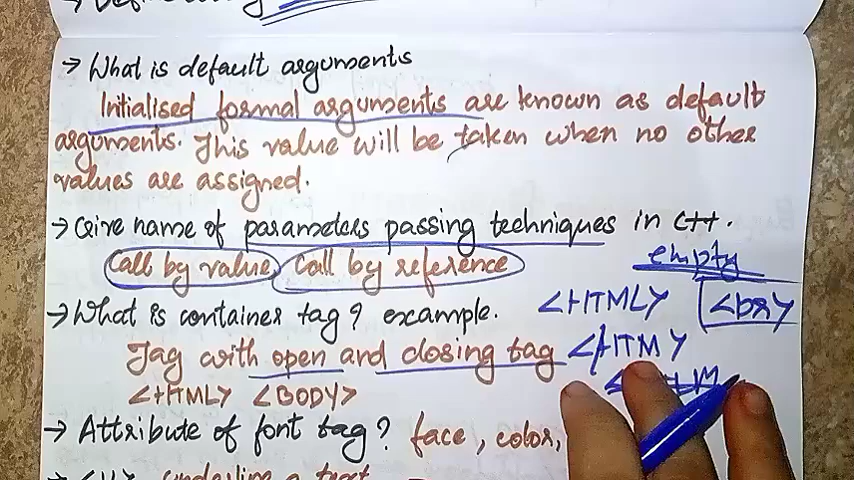 → What is default arguments
Intialised formal arguments are known as default
arguments. This value will be taken when no other
values are assigned.
→ Give name of parameters passing techniques in C++.
Call by value, Call by reference
empty
→ What is container tag? example.
<HTML> <br>
Tag with open and closing tag
<HTML> <BODY>
→ Attribute of font tag? face, color,
underling a text